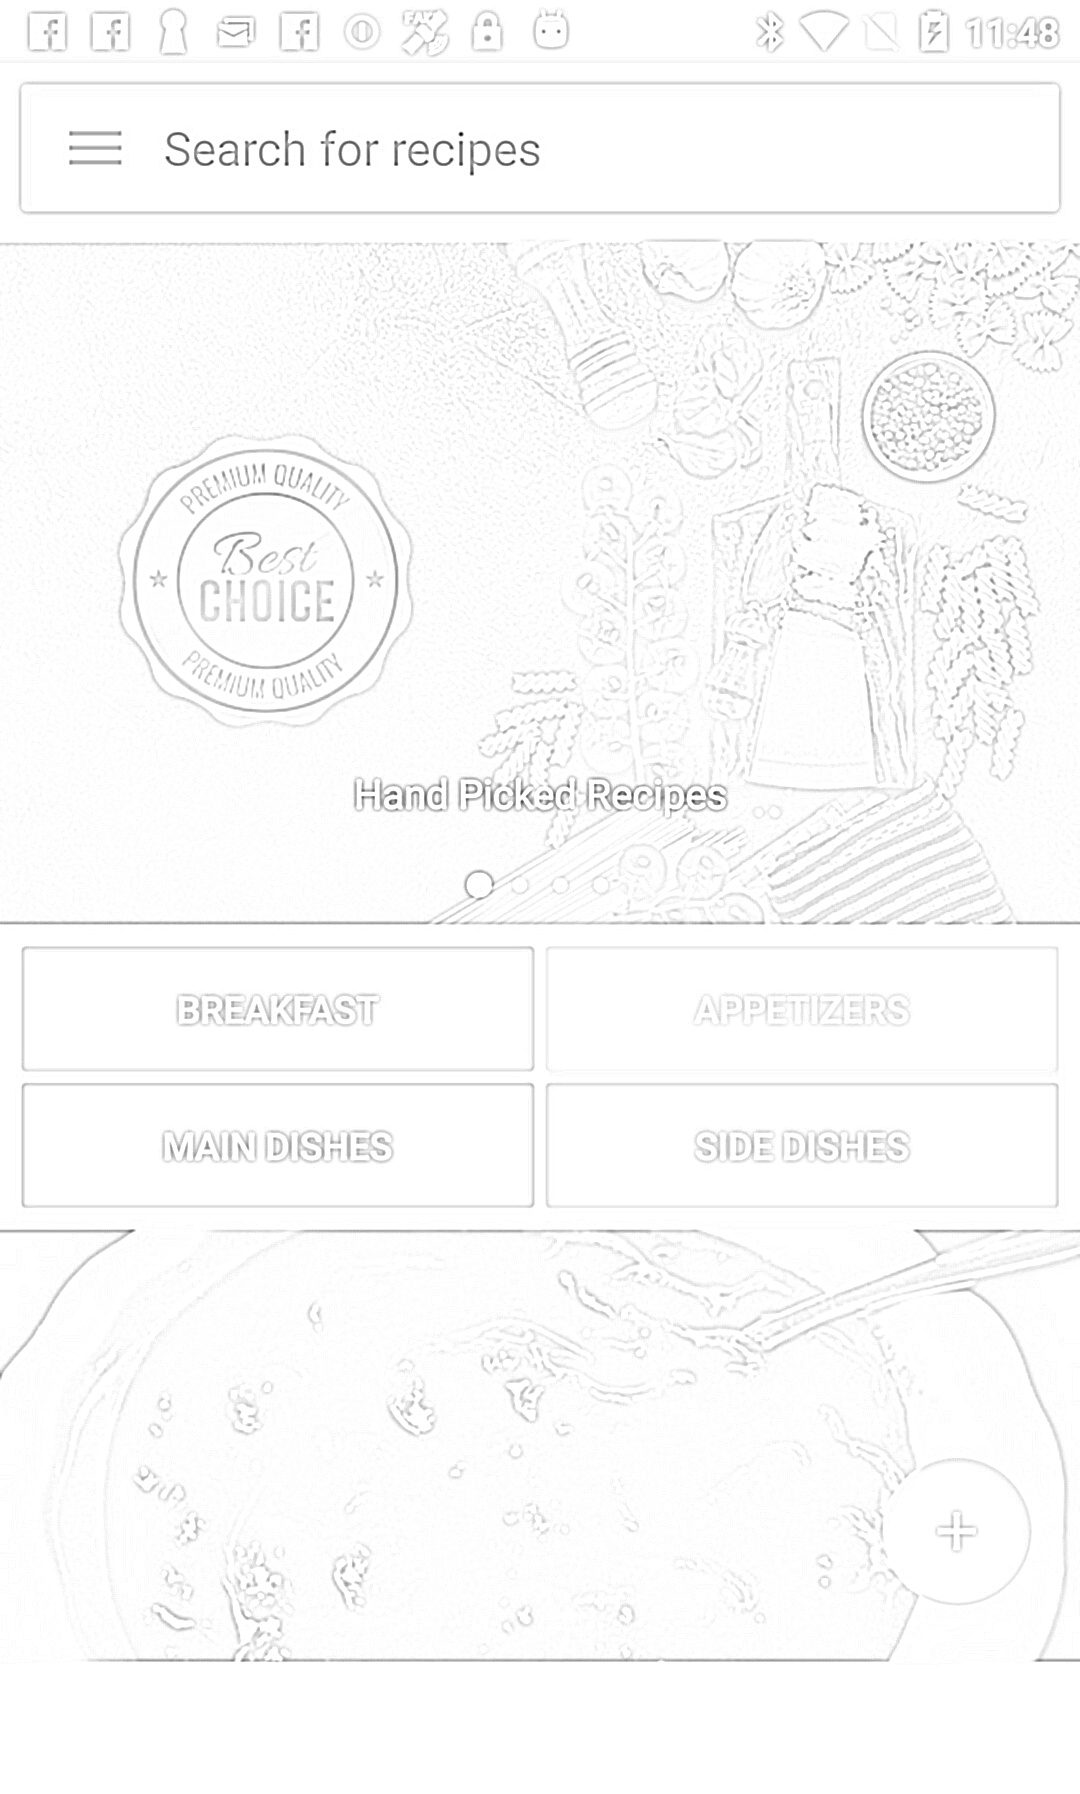 11:48
Search for recipes
PREMIUM QUALITY
Best
CHOICE
PREMIUM QUALITY
Hand Picked Recipes
BREAKFAST
APPETIZERS
MAIN DISHES
SIDE DISHES